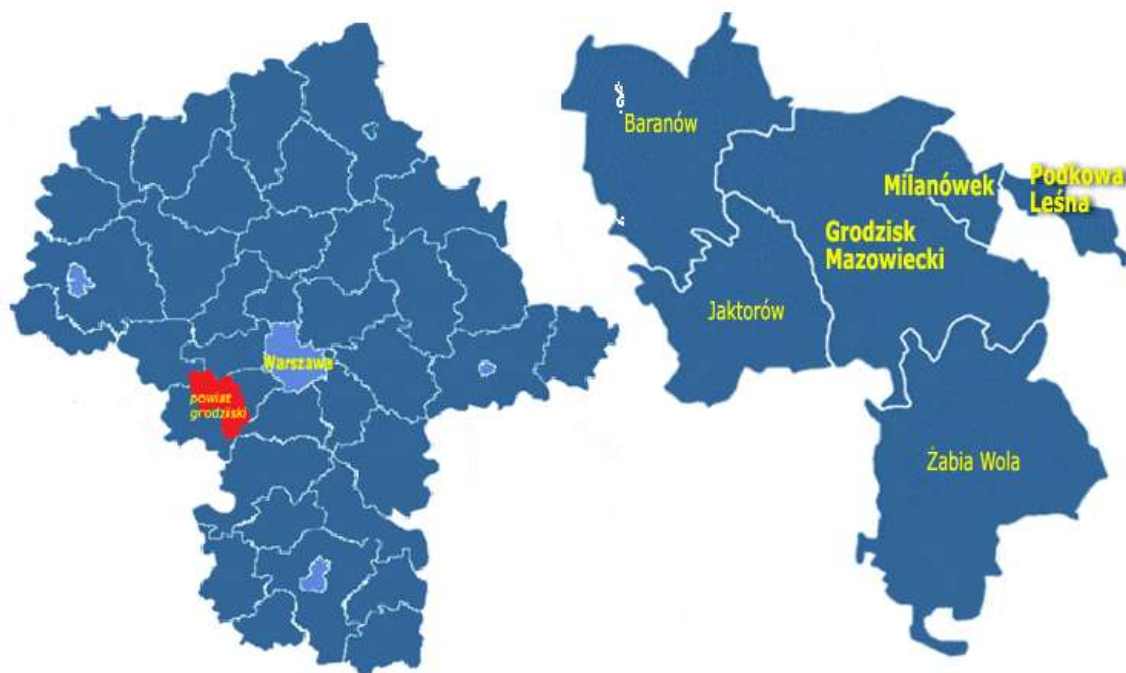 Warszawa
powiat
grodziski
Baranów
Milanówek
Podkowa
Leśna
Grodzisk
Mazowiecki
Jaktorów
Żabia Wola